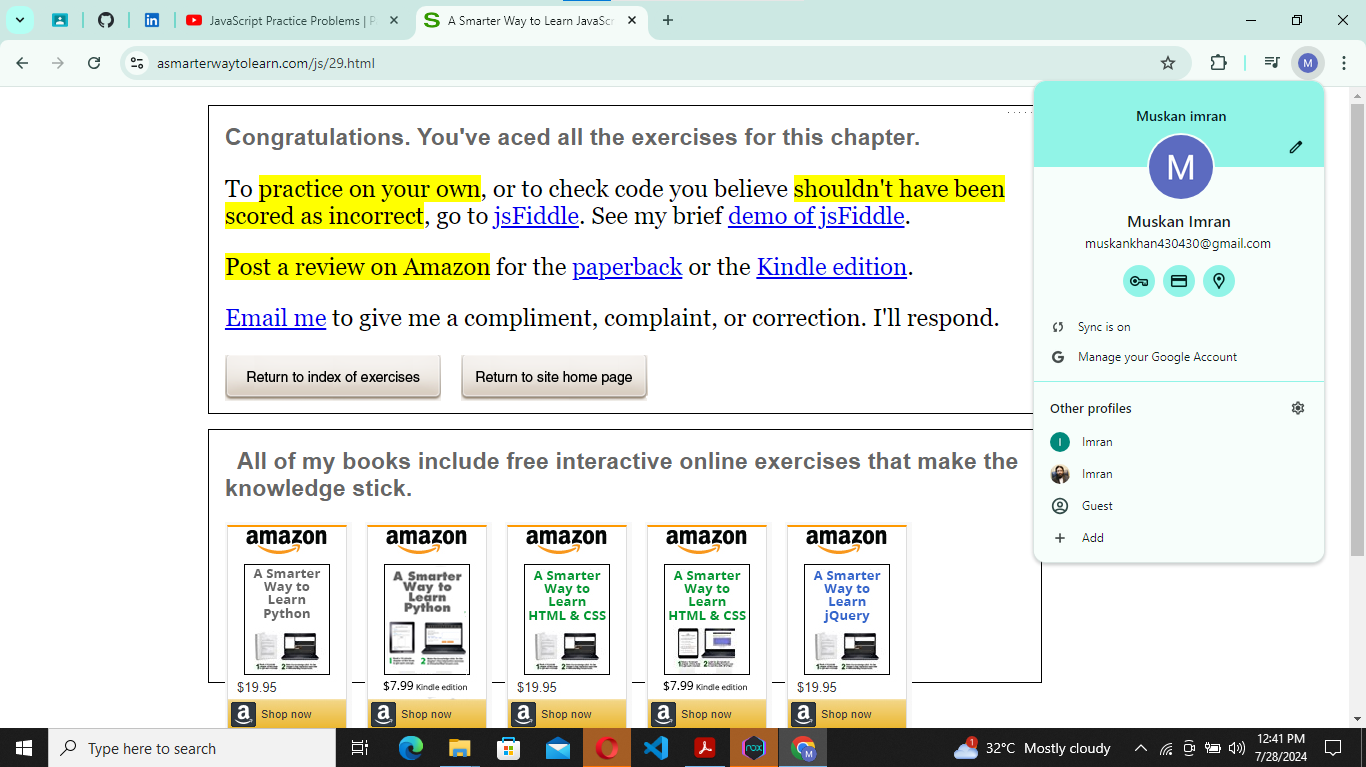 JavaScript Practice Problems | P
A Smarter Way to Learn JavaScr
asmarterwaytolearn.com/js/29.html
M
Congratulations. You've aced all the exercises for this chapter.
To practice on your own, or to check code you believe shouldn't have been
scored as incorrect, go to jsFiddle. See my brief demo of jsFiddle.
Post a review on Amazon for the paperback or the Kindle edition.
Email me to give me a compliment, complaint, or correction. I'll respond.
Return to index of exercises
Return to site home page
Muskan imran
M
Muskan Imran
muskankhan430430@gmail.com
Sync is on
G Manage your Google Account
Other profiles
I Imran
Imran
Guest
Add
All of my books include free interactive online exercises that make the
knowledge stick.
amazon
A Smarter
Way to
Learn
Python
$19.95
a Shop now
amazon
A Smarter
Way to
Learn
Python
$7.99 Kindle edition
a Shop now
amazon
A Smarter
Way to
Learn
HTML & CSS
$19.95
a Shop now
amazon
A Smarter
Way to
Learn
HTML & CSS
$7.99 Kindle edition
a Shop now
amazon
A Smarter
Way to
Learn
jQuery
$19.95
a Shop now
Type here to search
nox
M
1
32°C Mostly cloudy
12:41 PM
7/28/2024